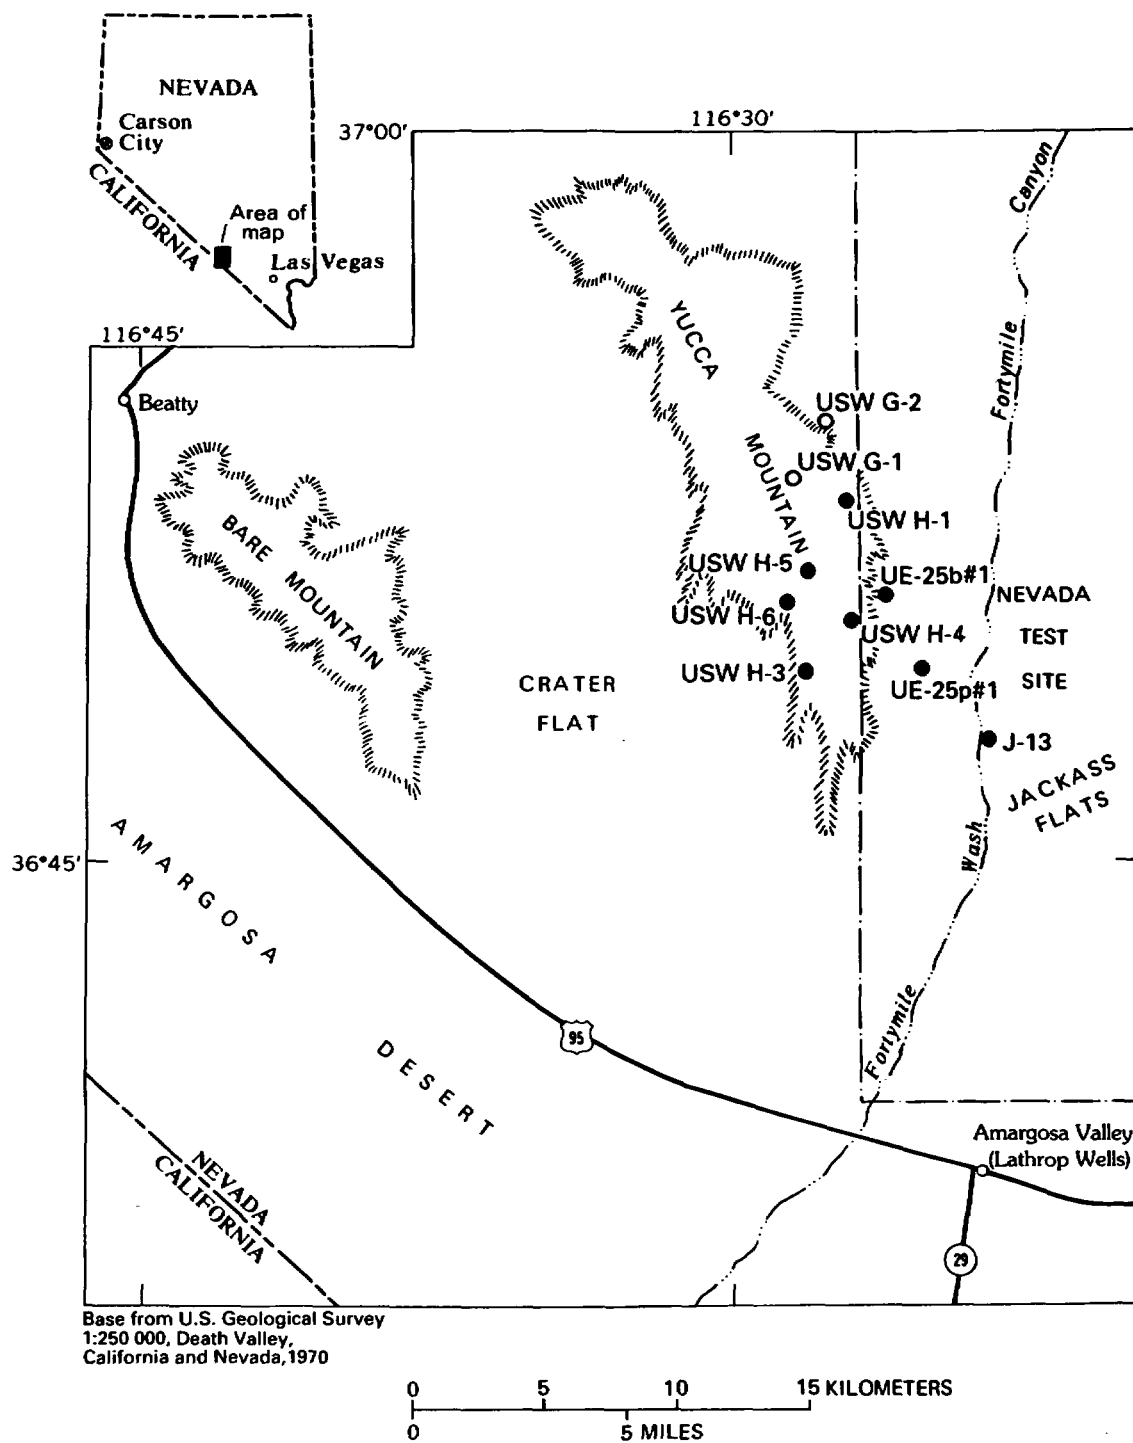 NEVADA
Carson
City
CALIFORNIA
Area of
map
Las Vegas
116°30'
37°00'
116°45'
Beatty
Canyon
Fortymile
YUCCA
MOUNTAIN
USW G-2
USW G-1
USW H-1
USW H-5
UE-25b#1
USW H-6
USW H-4
USW H-3
UE-25p#1
J-13
NEVADA
TEST
SITE
BARE
MOUNTAIN
CRATER
FLAT
JACKASS
FLATS
Wash
36°45'
AMARGOSA
DESERT
95
Fortymile
Amargosa Valley
(Lathrop Wells)
NEVADA
CALIFORNIA
29
Base from U.S. Geological Survey
1:250 000, Death Valley,
California and Nevada,1970
0 5 10 15 KILOMETERS
0 5 MILES